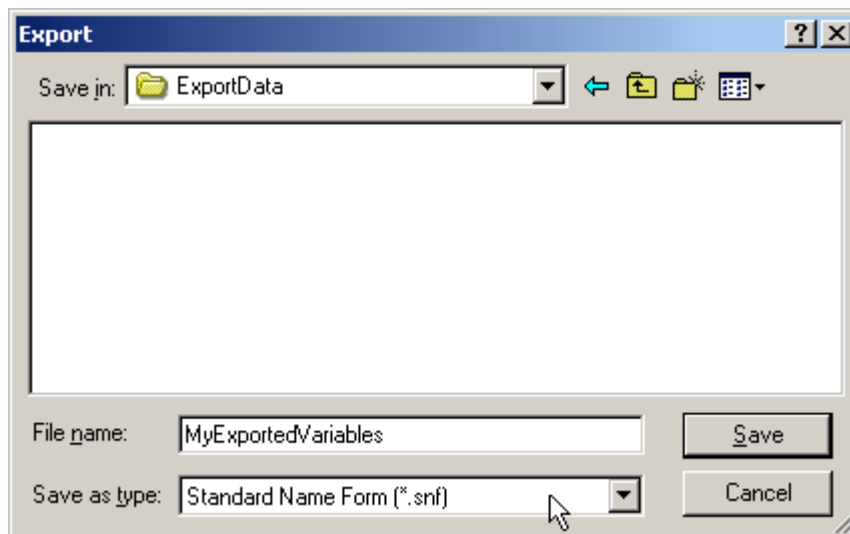 Export
Save in: ExportData
File name: MyExportedVariables Save
Save as type: Standard Name Form (*.snf) Cancel